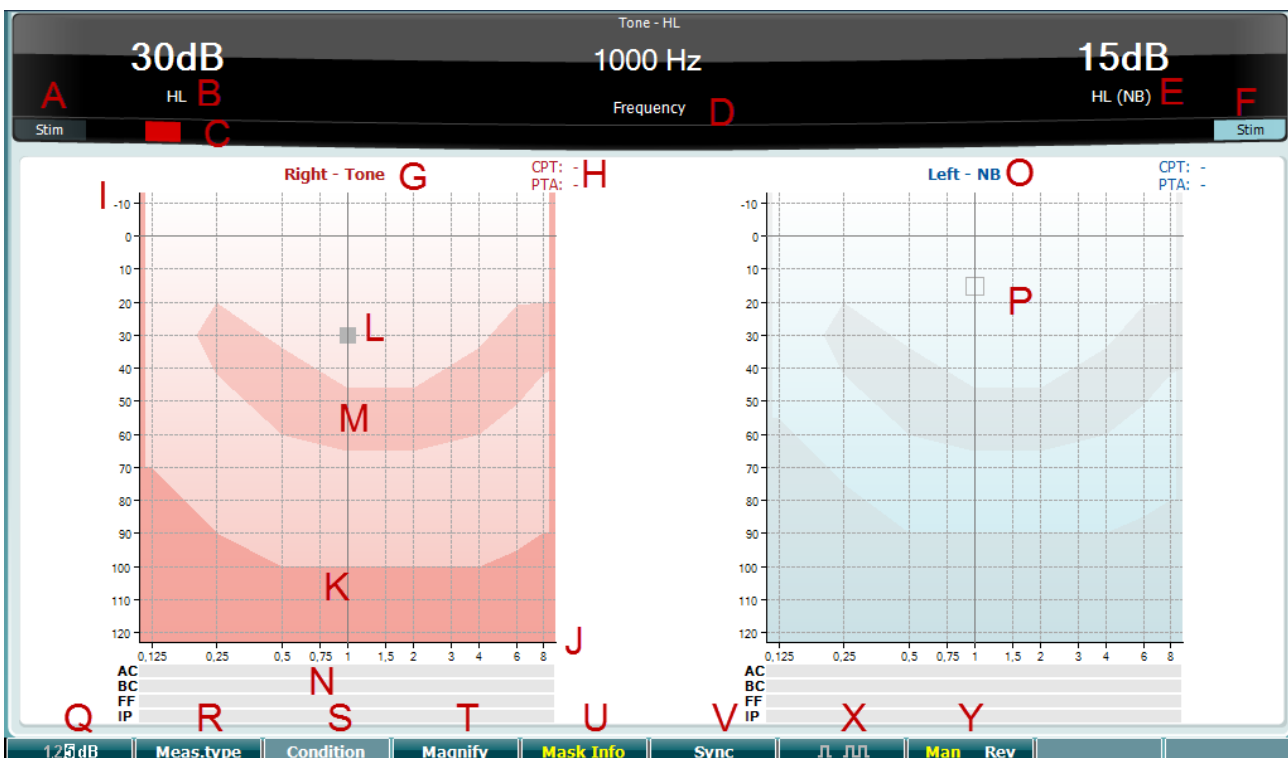 Tone - HL
30dB 1000 Hz 15dB
A HL B Frequency D HL (NB) E F
Stim C Stim
Right - Tone G CPT: - H Left - NB O CPT: -
PTA: - PTA: -
I
-10 -10
0 0
10 10
P
20 20
L
30 30
40 40
M
50 50
60 60
70 70
80 80
90 90
100 100
K
110 110
120 J 120
0,125 0,25 0,5 0,75 1 1,5 2 3 4 6 8 0,125 0,25 0,5 0,75 1 1,5 2 3 4 6 8
AC AC
BC N BC
FF FF
IP IP
Q R S T U V X Y
1.2 5 dB Meas.type Condition Magnify Mask Info Sync Man Rev